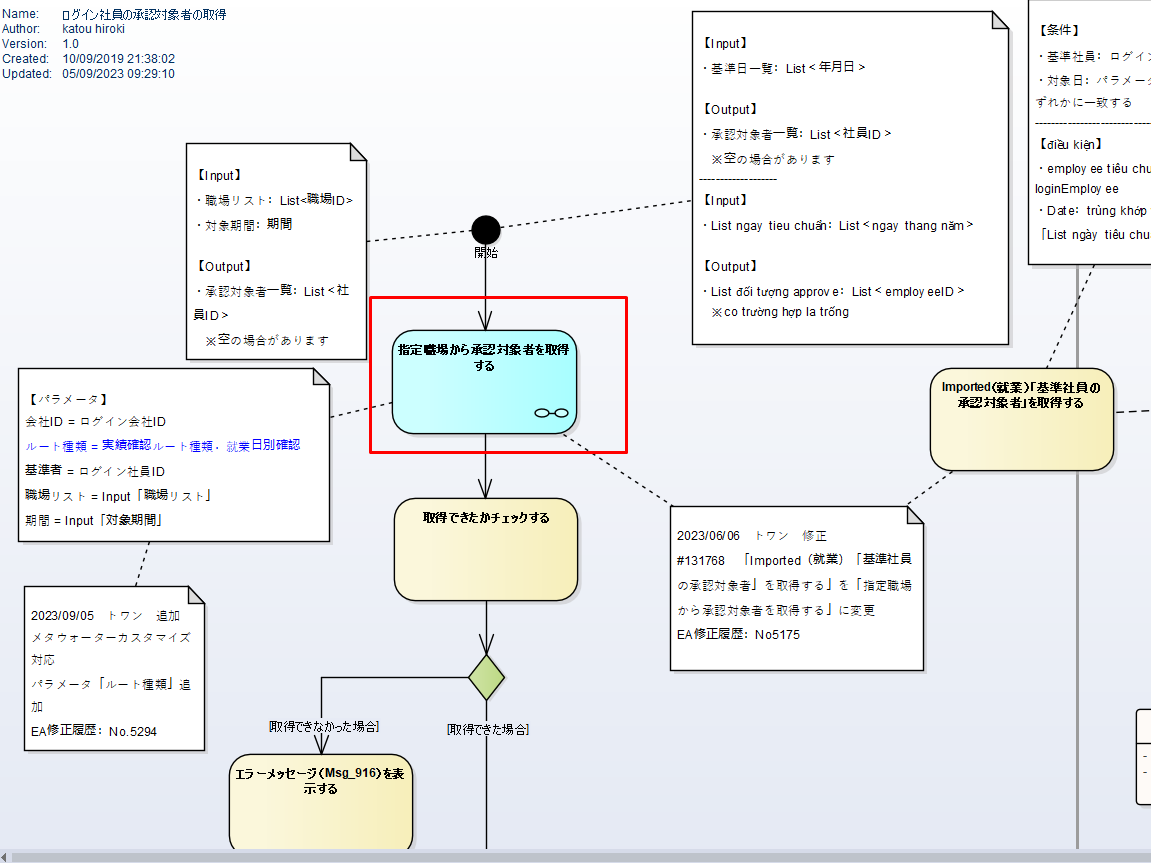 Name: ログイン社員の承認対象者の取得
Author: katou hiroki
Version: 1.0
Created: 10/09/2019 21:38:02
Updated: 05/09/2023 09:29:10
【Input】
・基準日一覧：List＜年月日＞
【Output】
・承認対象者一覧：List＜社員ID＞
※空の場合があります
-------------------
【Input】
・List ngay tieu chuẩn：List＜ngay thang năm＞
【Output】
・List đối tượng approve：List＜employeeID＞
※co trường hợp la trống
【条件】
・基準社員：ログイン
・対象日：パラメータ
ずれかに一致する
【điều kiện】
・employee tiêu chu
loginEmployee
・Date：trùng khớp
「List ngày tiêu chu
【Input】
・職場リスト：List<職場ID>
・対象期間：期間
【Output】
・承認対象者一覧：List＜社
員ID＞
※空の場合があります
開始
指定職場から承認対象者を取得
する
【パラメータ】
会社ID = ログイン会社ID
ルート種類 = 実績確認ルート種類．就業日別確認
基準者 = ログイン社員ID
職場リスト = Input「職場リスト」
期間 = Input「対象期間」
Imported(就業)「基準社員の
承認対象者」を取得する
取得できたかチェックする
2023/06/06　トワン　修正
#131768　「Imported（就業）「基準社員
の承認対象者」を取得する」を「指定職場
から承認対象者を取得する」に変更
EA修正履歴：No5175
2023/09/05　トワン　追加
メタウォーターカスタマイズ
対応
パラメータ「ルート種類」追
加
EA修正履歴：No.5294
[取得できなかった場合]
[取得できた場合]
エラーメッセージ(Msg_916)を表
示する